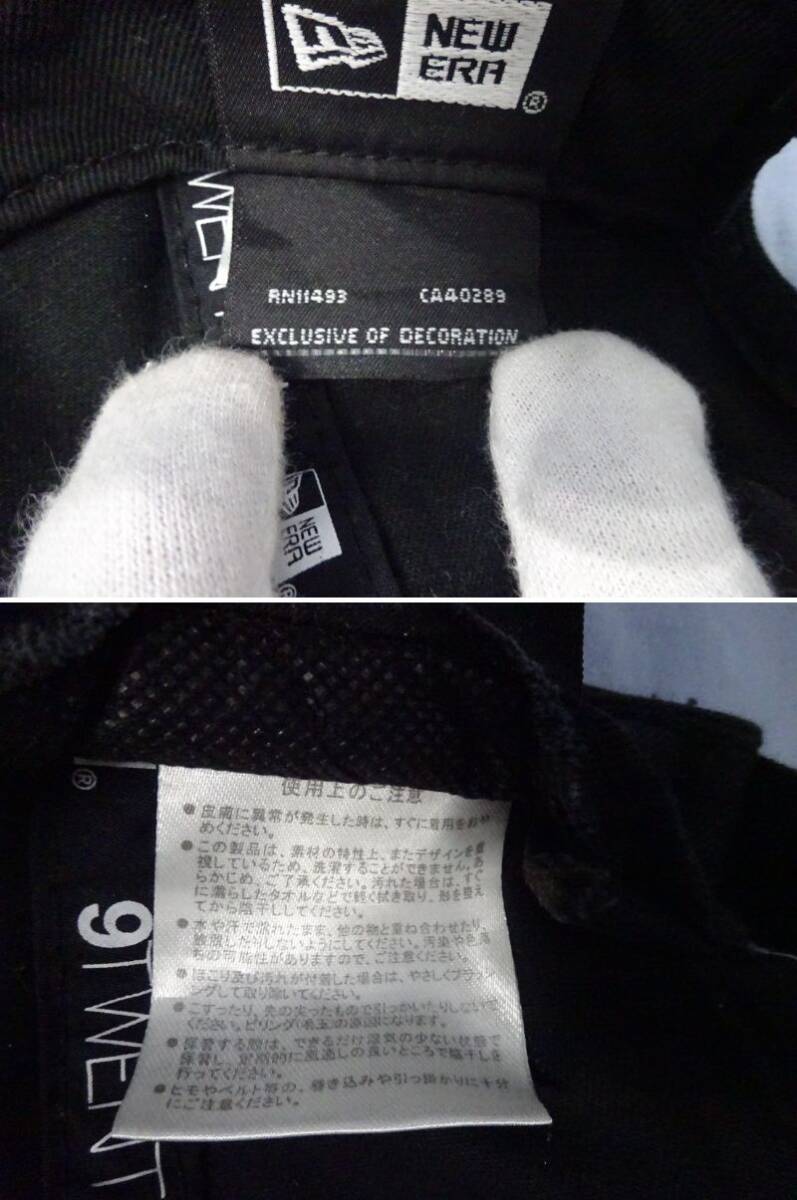 NEW
ERA
®
RN11493 CA40289
EXCLUSIVE OF DECORATION
NEW
ERA
®
使用上のご注意
●皮膚に異常が発生した時は、すぐに着用をお
めください。
●この製品は、素材の特性上、またデザインを重
視しているため、洗濯することができません。あ
らかじめ、ご了承ください。汚れた場合は、すぐ
に濡らしたタオルなどで軽く拭き取り、形を整え
てから陰干ししてください。
●水や汗で濡れたまま、他の物と重ね合わせたり、
放置したりしないようにしてください。汚染や色落
ちの可能性がありますので、ご注意ください。
●ほこり及び汚れが付着した場合は、やさしくブラッシ
ングして取り除いてください。
●こすったり、先の尖ったもので引っかいたりしないで
ください。ピリング(毛玉)の原因になります。
●保管する際は、できるだけ湿気の少ない状態で
保管し、定期的に風通しの良いところで陰干しを
行ってください。
●ヒモやベルト等の、巻き込みや引っ掛かりに十分
にご注意ください。
®
9TWENT